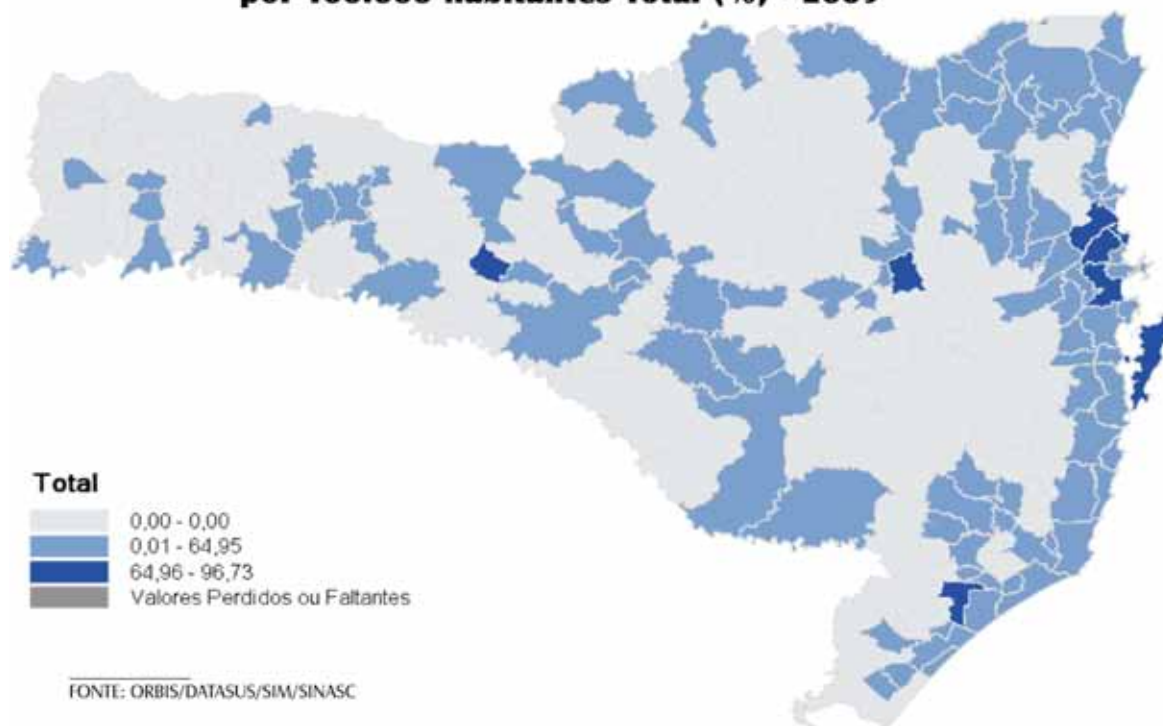 por 100.000 habitantes Total (%) - 2009
Total
0,00 - 0,00
0,01 - 64,95
64,96 - 96,73
Valores Perdidos ou Faltantes
FONTE: ORBIS/DATASUS/SIM/SINASC